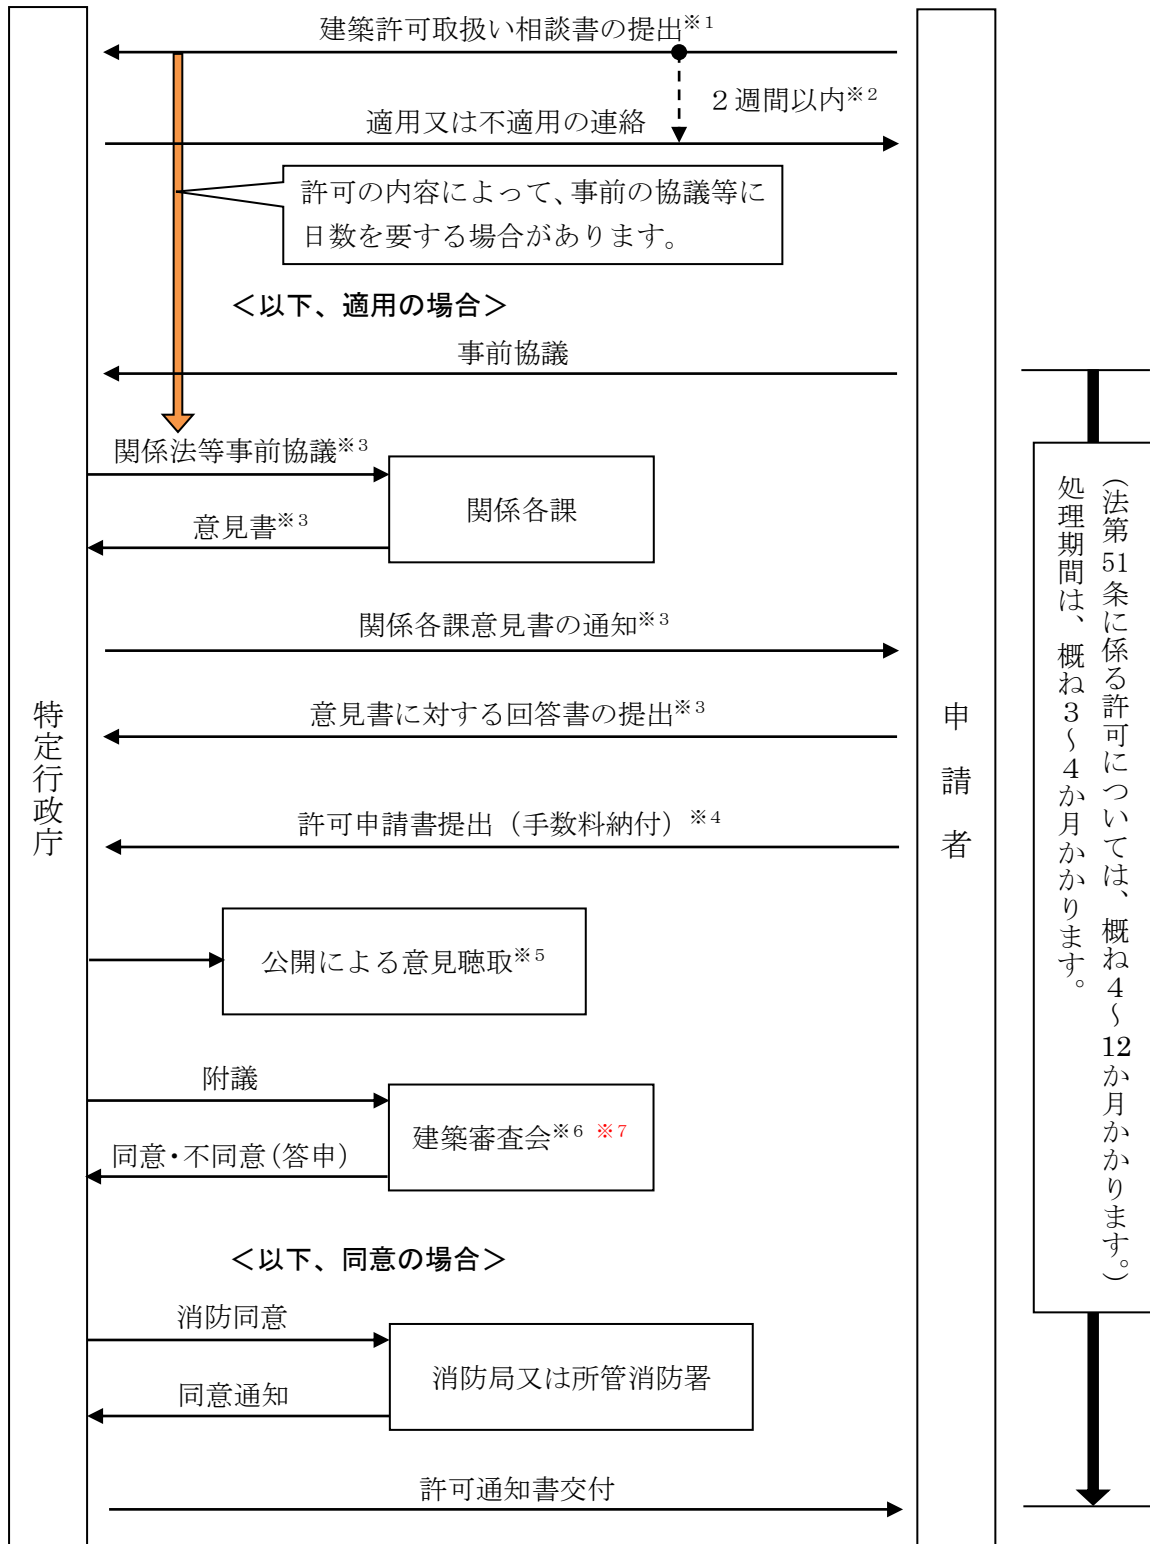 建築許可取扱い相談書の提出※1
2週間以内※2
適用又は不適用の連絡
許可の内容によって、事前の協議等に
日数を要する場合があります。
＜以下、適用の場合＞
事前協議
関係法等事前協議※3
関係各課
意見書※3
関係各課意見書の通知※3
意見書に対する回答書の提出※3
許可申請書提出（手数料納付）※4
公開による意見聴取※5
附議
建築審査会※6 ※7
同意・不同意(答申)
＜以下、同意の場合＞
消防同意
消防局又は所管消防署
同意通知
許可通知書交付
特定行政庁
申請者
処理期間は、概ね3～4か月かかります。
(法第51条に係る許可については、概ね4～12か月かかります。)